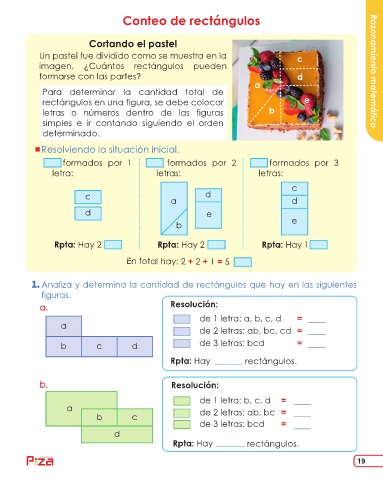 Conteo de rectángulos
Razonamiento matemático
Cortando el pastel
Un pastel fue dividido como se muestra en la
imagen. ¿Cuántos rectángulos pueden
formarse con las partes?
Para determinar la cantidad total de
rectángulos en una figura, se debe colocar
letras o números dentro de las figuras
simples e ir contando siguiendo el orden
determinado.
c
d
a
e
b
Resolviendo la situación inicial.
formados por 1
letra:
formados por 2
letras:
formados por 3
letras:
c
d
a
b
d
e
c
d
e
Rpta: Hay 2
Rpta: Hay 2
Rpta: Hay 1
En total hay: 2 + 2 + 1 = 5
1. Analiza y determina la cantidad de rectángulos que hay en las siguientes
figuras.
a.
a
b c d
Resolución:
de 1 letra: a, b, c, d = ____
de 2 letras: ab, bc, cd = ____
de 3 letras: bcd = ____
Rpta: Hay _______ rectángulos.
b.
a
b c
d
Resolución:
de 1 letra: b, c, d = ____
de 2 letras: ab, bc = ____
de 3 letras: bcd = ____
Rpta: Hay _______ rectángulos.
P:za
19